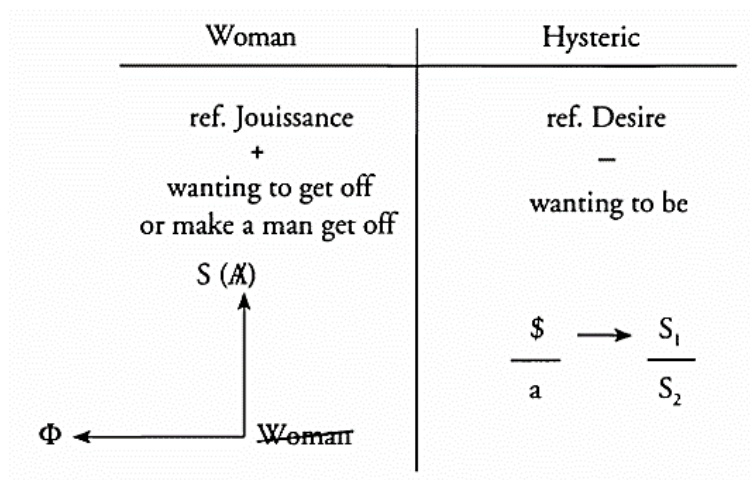 Woman Hysteric
ref. Jouissance ref. Desire
+ –
wanting to get off wanting to be
or make a man get off
S (A̸)
$ → S₁
a S₂
Φ Woman